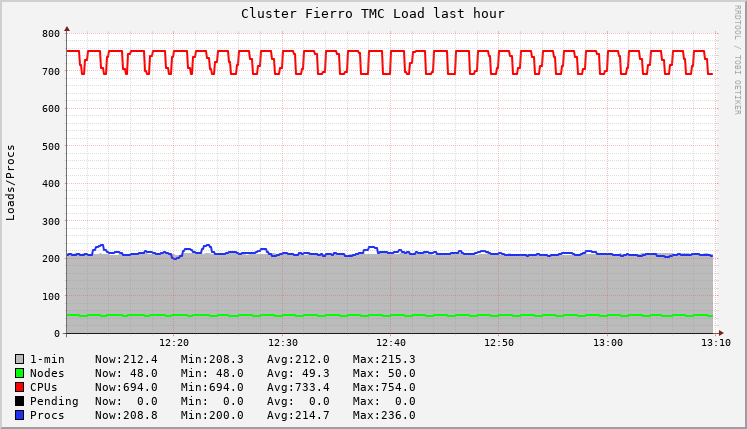 Cluster Fierro TMC Load last hour
RRDTOOL / TOBI OETIKER
Loads/Procs
800
700
600
500
400
300
200
100
0
12:20 12:30 12:40 12:50 13:00 13:10
1-min Now:212.4 Min:208.3 Avg:212.0 Max:215.3
Nodes Now: 48.0 Min: 48.0 Avg: 49.3 Max: 50.0
CPUs Now:694.0 Min:694.0 Avg:733.4 Max:754.0
Pending Now: 0.0 Min: 0.0 Avg: 0.0 Max: 0.0
Procs Now:208.8 Min:200.0 Avg:214.7 Max:236.0